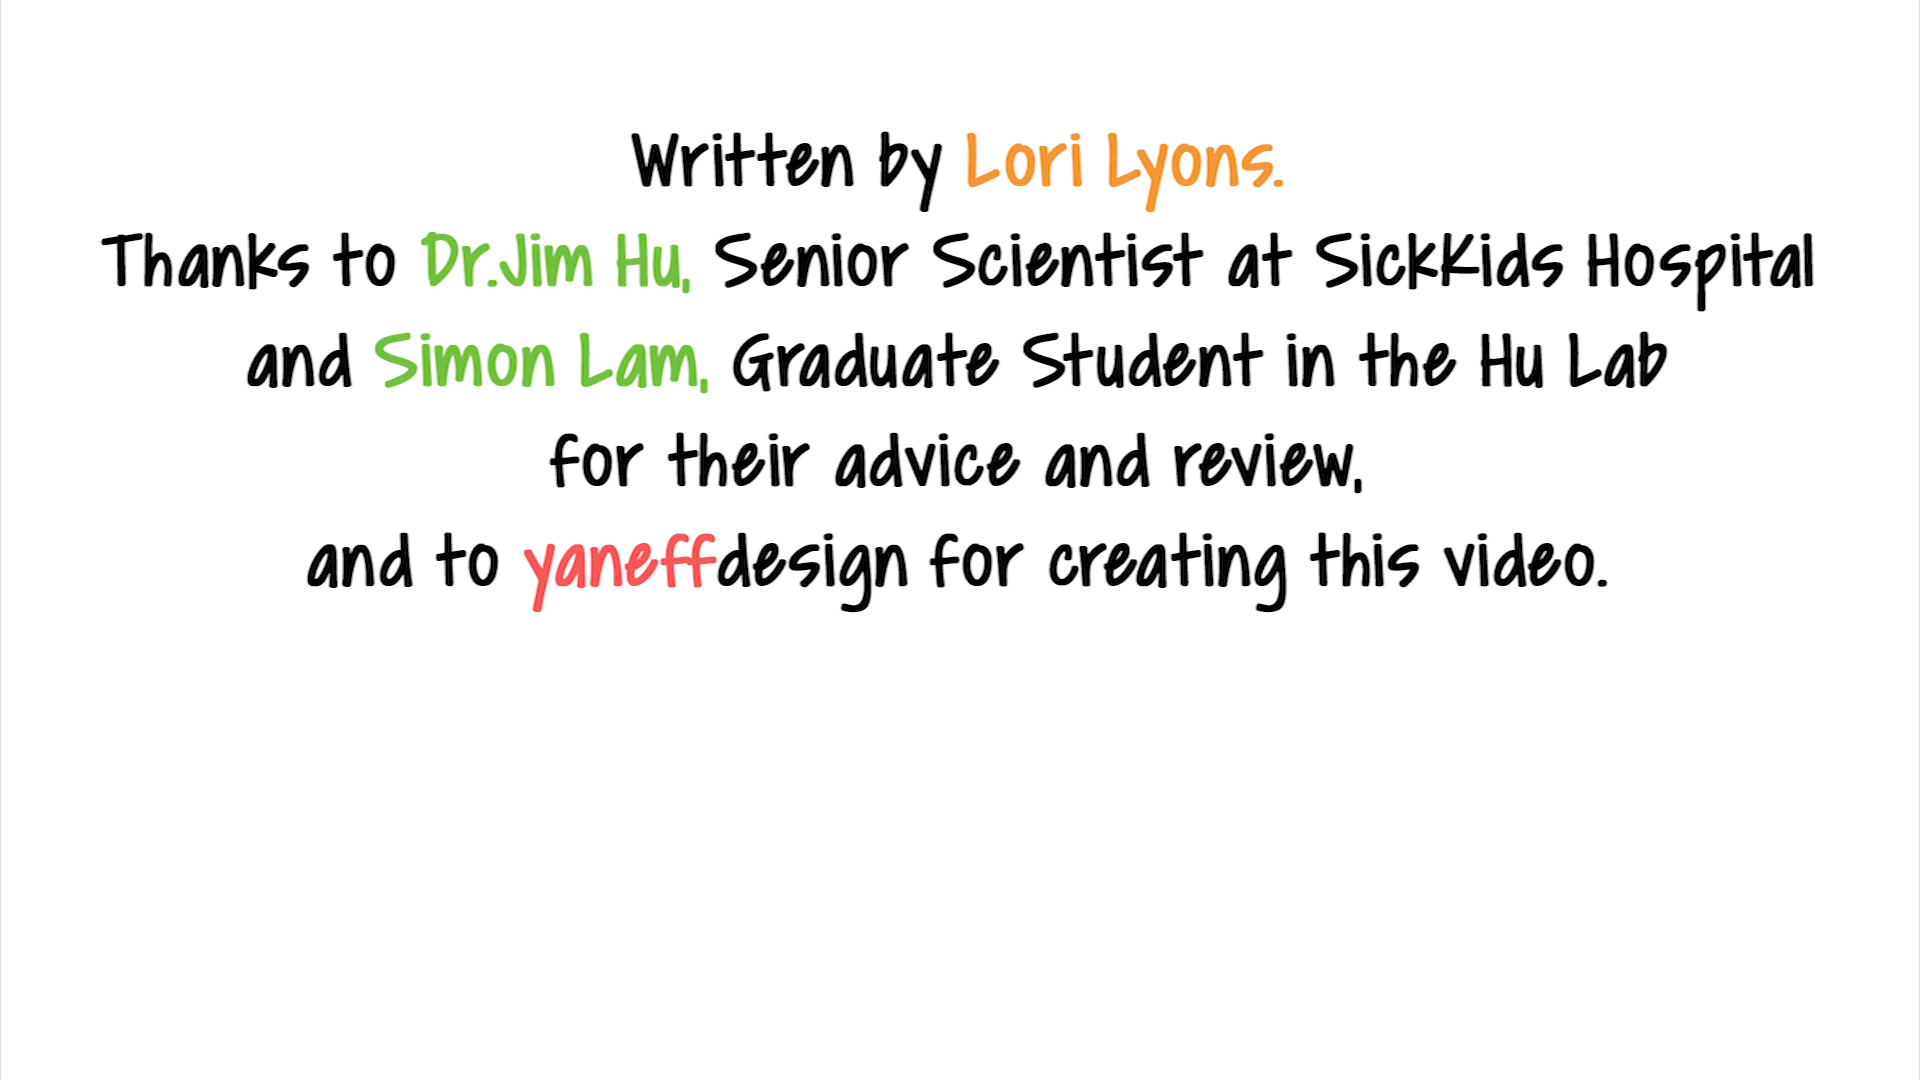 Written by Lori Lyons.
Thanks to Dr.Jim Hu, Senior Scientist at SickKids Hospital
and Simon Lam, Graduate Student in the Hu Lab
for their advice and review,
and to yaneffdesign for creating this video.